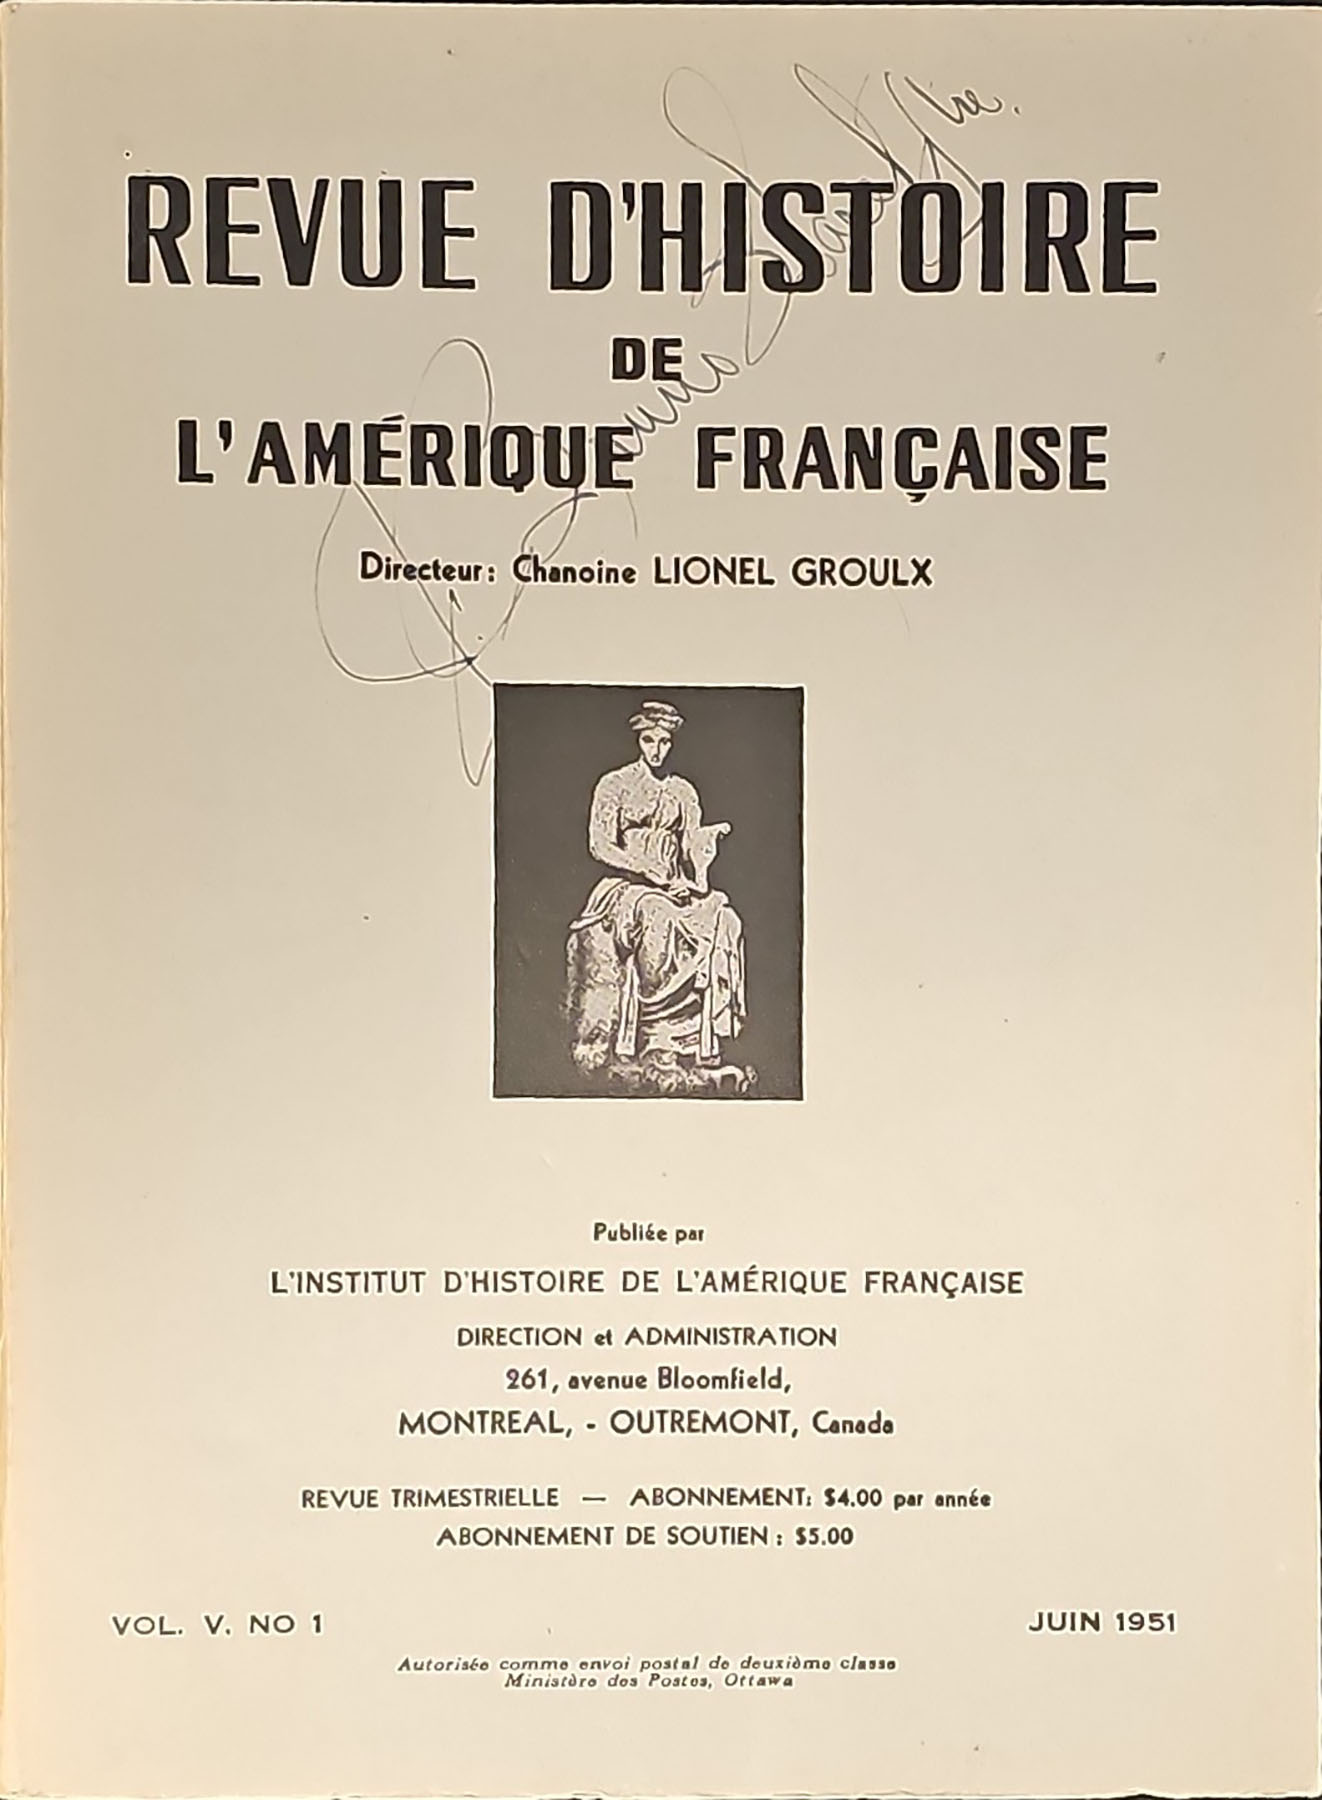 REVUE D'HISTOIRE
DE
L'AMÉRIQUE FRANÇAISE
Directeur: Chanoine LIONEL GROULX
Publiée par
L'INSTITUT D'HISTOIRE DE L'AMÉRIQUE FRANÇAISE
DIRECTION et ADMINISTRATION
261, avenue Bloomfield,
MONTREAL, - OUTREMONT, Canada
REVUE TRIMESTRIELLE — ABONNEMENT: $4.00 par année
ABONNEMENT DE SOUTIEN : $5.00
VOL. V, NO 1 JUIN 1951
Autorisée comme envoi postal de deuxième classe
Ministère des Postes, Ottawa